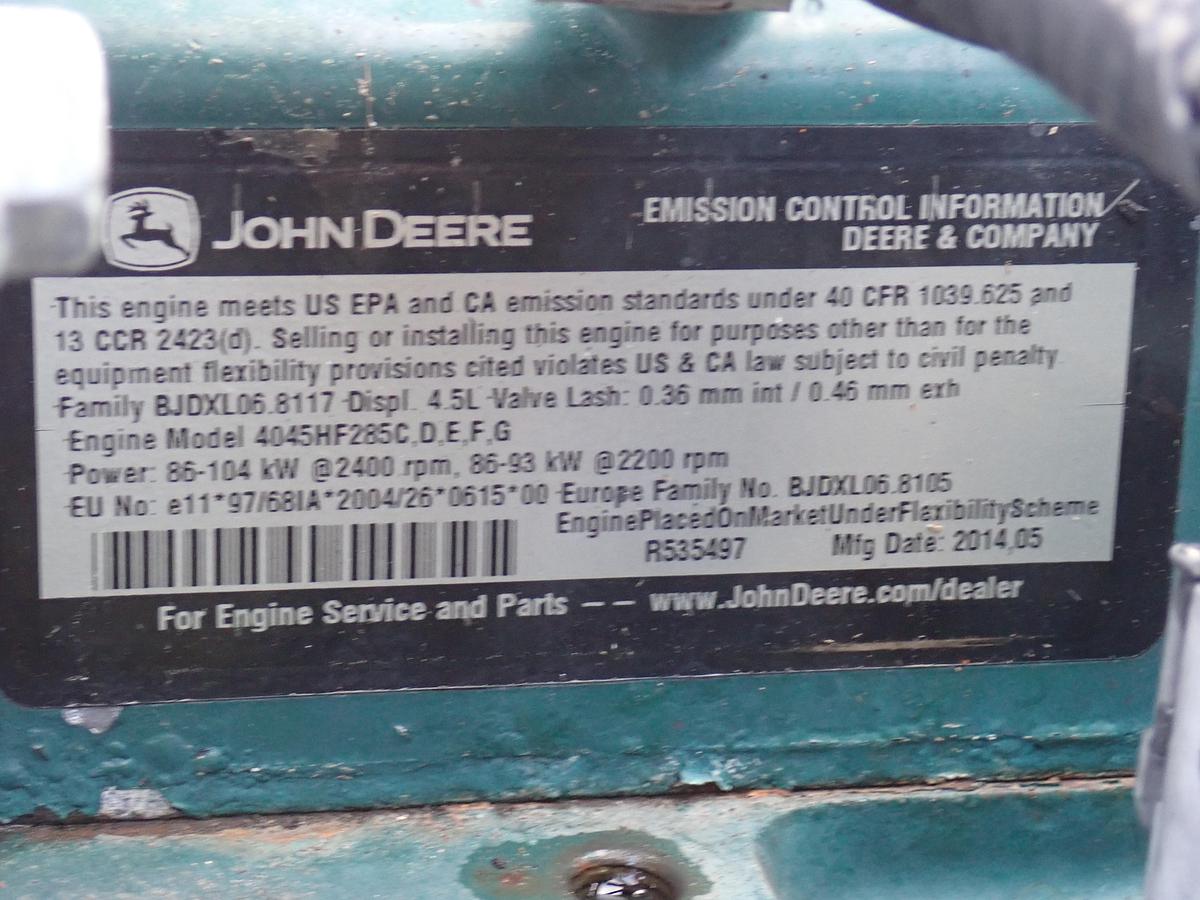 JOHN DEERE
EMISSION CONTROL INFORMATION
DEERE & COMPANY
This engine meets US EPA and CA emission standards under 40 CFR 1039.625 and
13 CCR 2423(d). Selling or installing this engine for purposes other than for the
equipment flexibility provisions cited violates US & CA law subject to civil penalty.
Family BJDXL06.8117 Displ. 4.5L Valve Lash: 0.36 mm int / 0.46 mm exh
Engine Model 4045HF285C,D,E,F,G
Power: 86-104 kW @2400 rpm, 86-93 kW @2200 rpm
EU No: e11*97/68IA*2004/26*0615*00 Europe Family No. BJDXL06.8105
EnginePlacedOnMarketUnderFlexibilityScheme
R535497 Mfg Date: 2014,05
For Engine Service and Parts -- www.JohnDeere.com/dealer